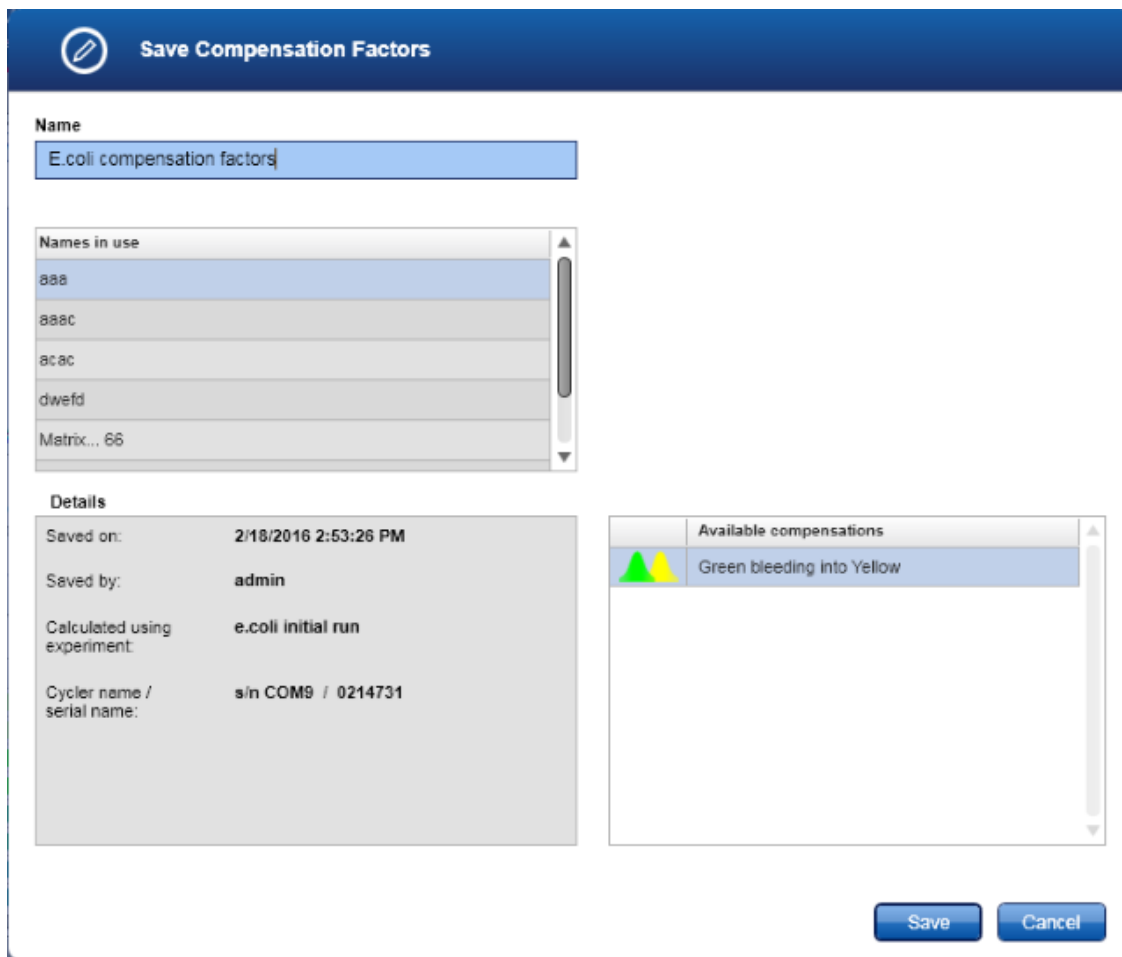 Save Compensation Factors
Name
E.coli compensation factors
Names in use
aaa
aaac
acac
dwefd
Matrix... 66
Details
Saved on: 2/18/2016 2:53:26 PM
Saved by: admin
Calculated using e.coli initial run
experiment:
Cycler name / s/n COM9 / 0214731
serial name:
Available compensations
Green bleeding into Yellow
Save Cancel